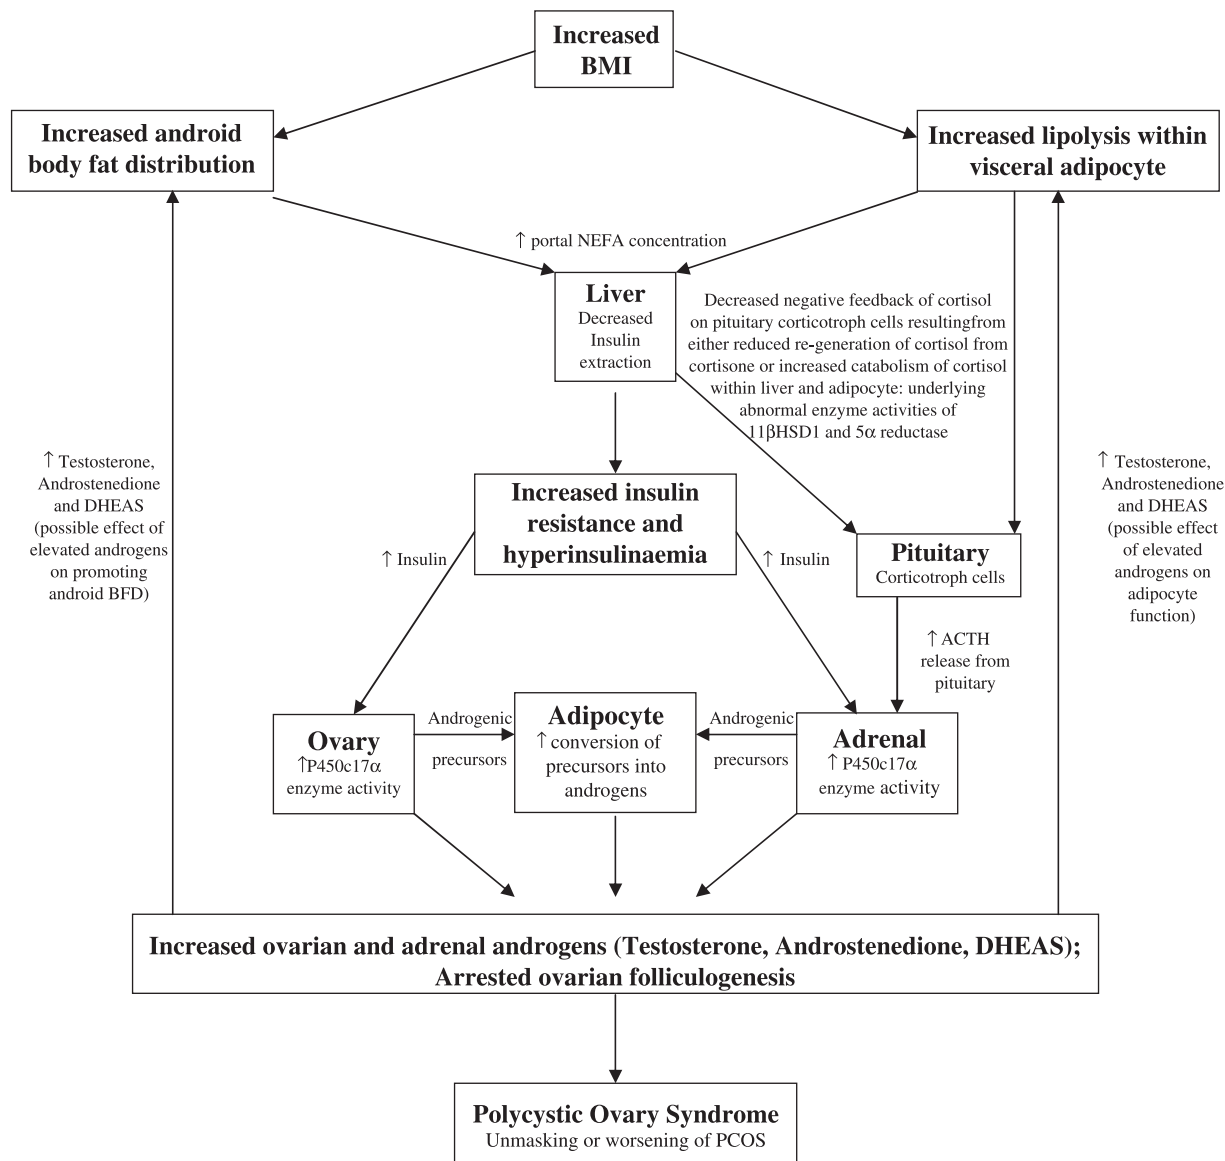 Increased
BMI
Increased android
body fat distribution
Increased lipolysis within
visceral adipocyte
↑ portal NEFA concentration
Liver
Decreased
Insulin
extraction
Decreased negative feedback of cortisol
on pituitary corticotroph cells resultingfrom
either reduced re-generation of cortisol from
cortisone or increased catabolism of cortisol
within liver and adipocyte: underlying
abnormal enzyme activities of
11βHSD1 and 5α reductase
↑ Testosterone,
Androstenedione
and DHEAS
(possible effect of
elevated androgens
on promoting
android BFD)
↑ Testosterone,
Androstenedione
and DHEAS
(possible effect
of elevated
androgens on
adipocyte
function)
Increased insulin
resistance and
hyperinsulinaemia
↑ Insulin
↑ Insulin
Pituitary
Corticotroph cells
↑ ACTH
release from
pituitary
Ovary
↑P450c17α
enzyme activity
Androgenic
precursors
Adipocyte
↑ conversion of
precursors into
androgens
Androgenic
precursors
Adrenal
↑ P450c17α
enzyme activity
Increased ovarian and adrenal androgens (Testosterone, Androstenedione, DHEAS);
Arrested ovarian folliculogenesis
Polycystic Ovary Syndrome
Unmasking or worsening of PCOS